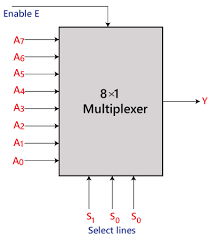 Enable E
A7
A6
A5
A4
A3
A2
A1
A0
8×1
Multiplexer
Y
S1 S0 S0
Select lines